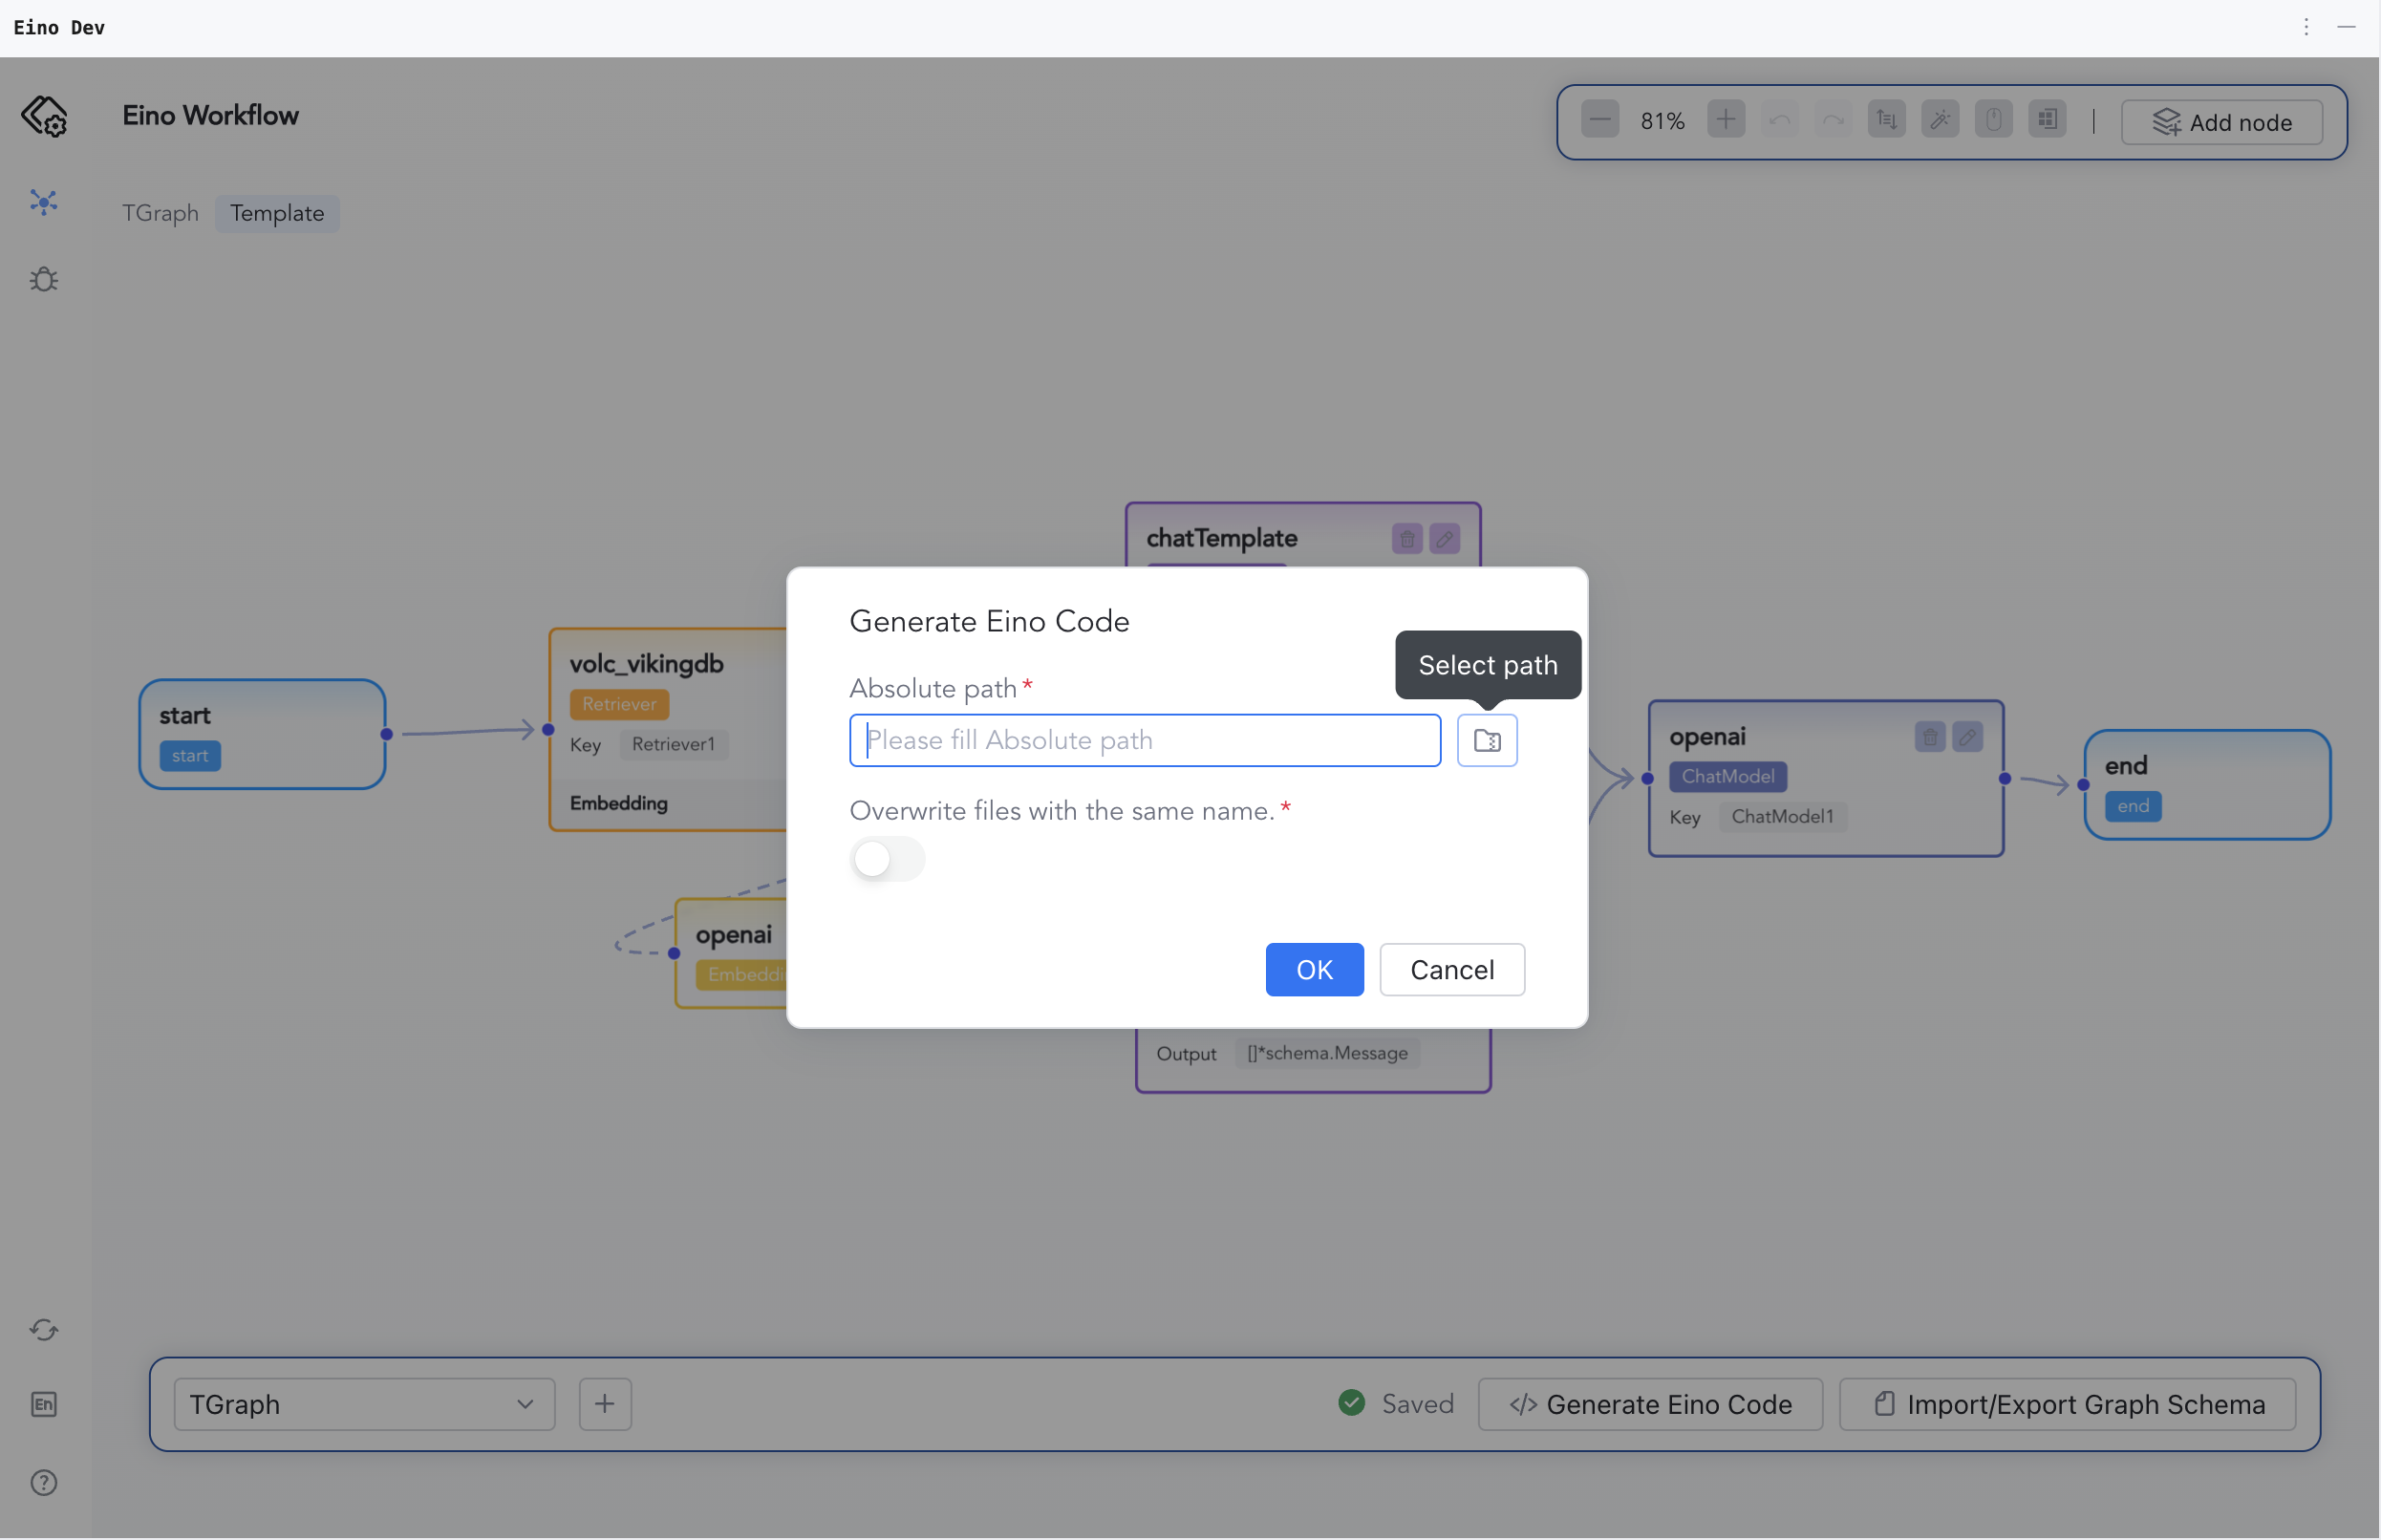 Eino Dev
Eino Workflow
81%
Add node
TGraph
Template
chatTemplate
Generate Eino Code
Select path
Absolute path*
Please fill Absolute path
Overwrite files with the same name.*
OK
Cancel
start
start
volc_vikingdb
Retriever
Key
Retriever1
Embedding
openai
ChatModel
Key
ChatModel1
end
end
openai
Output
[]*schema.Message
En
TGraph
Saved
</> Generate Eino Code
Import/Export Graph Schema